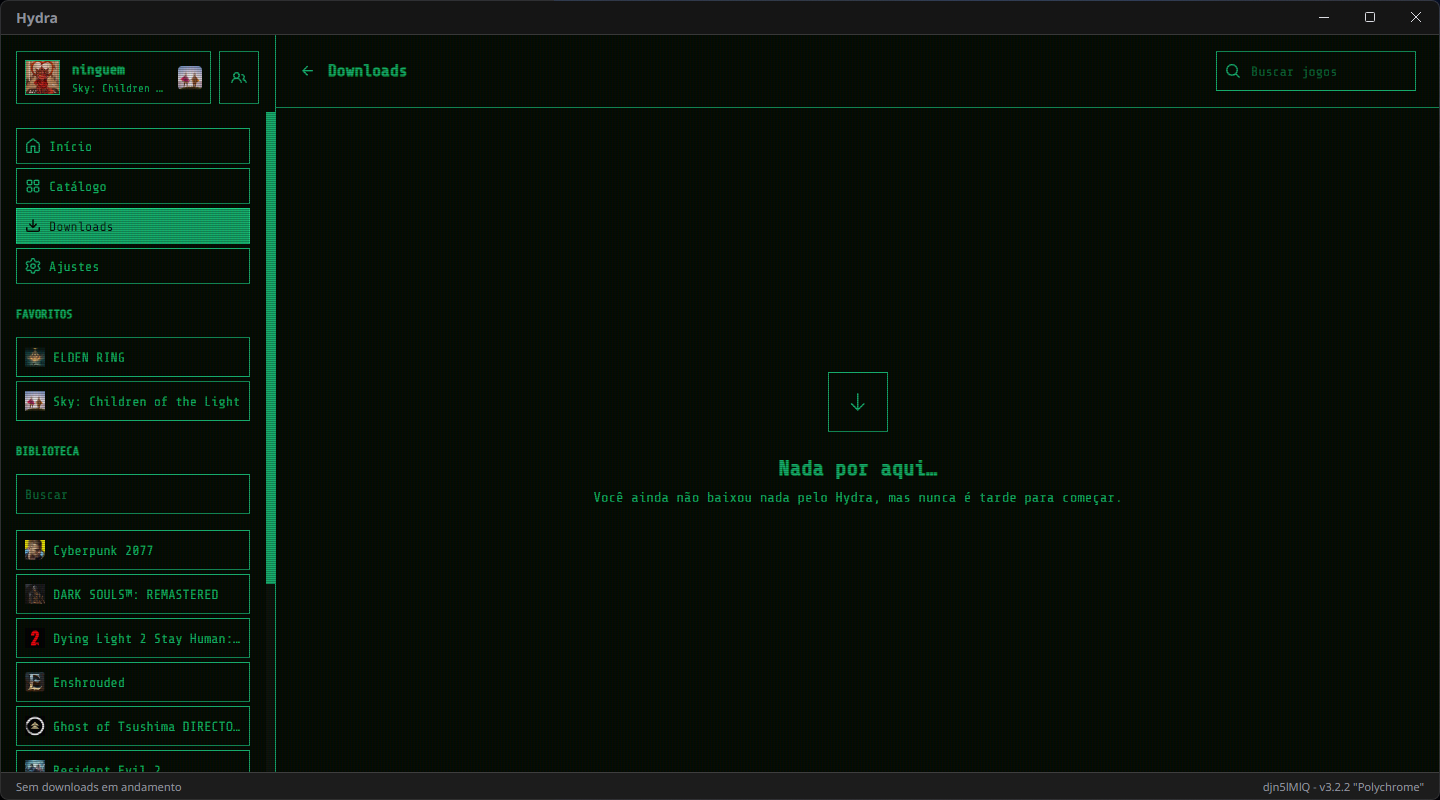 Hydra
ninguem
Sky: Children …
Downloads
Buscar jogos
Início
Catálogo
Downloads
Ajustes
FAVORITOS
ELDEN RING
Sky: Children of the Light
BIBLIOTECA
Buscar
Cyberpunk 2077
DARK SOULS™: REMASTERED
Dying Light 2 Stay Human:…
Enshrouded
Ghost of Tsushima DIRECTO…
Resident Evil 2
Nada por aqui…
Você ainda não baixou nada pelo Hydra, mas nunca é tarde para começar.
Sem downloads em andamento
djn5lMIQ - v3.2.2 "Polychrome"